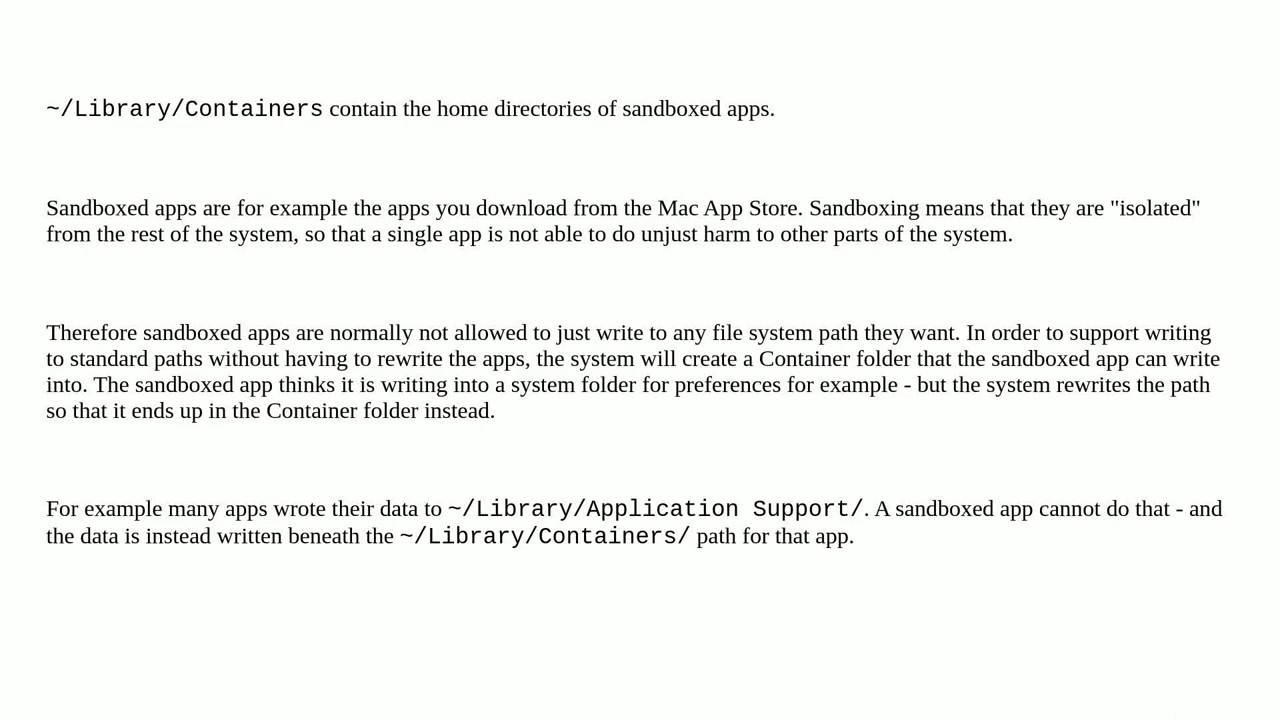 ~/Library/Containers contain the home directories of sandboxed apps.
Sandboxed apps are for example the apps you download from the Mac App Store. Sandboxing means that they are "isolated"
from the rest of the system, so that a single app is not able to do unjust harm to other parts of the system.
Therefore sandboxed apps are normally not allowed to just write to any file system path they want. In order to support writing
to standard paths without having to rewrite the apps, the system will create a Container folder that the sandboxed app can write
into. The sandboxed app thinks it is writing into a system folder for preferences for example - but the system rewrites the path
so that it ends up in the Container folder instead.
For example many apps wrote their data to ~/Library/Application Support/. A sandboxed app cannot do that - and
the data is instead written beneath the ~/Library/Containers/ path for that app.